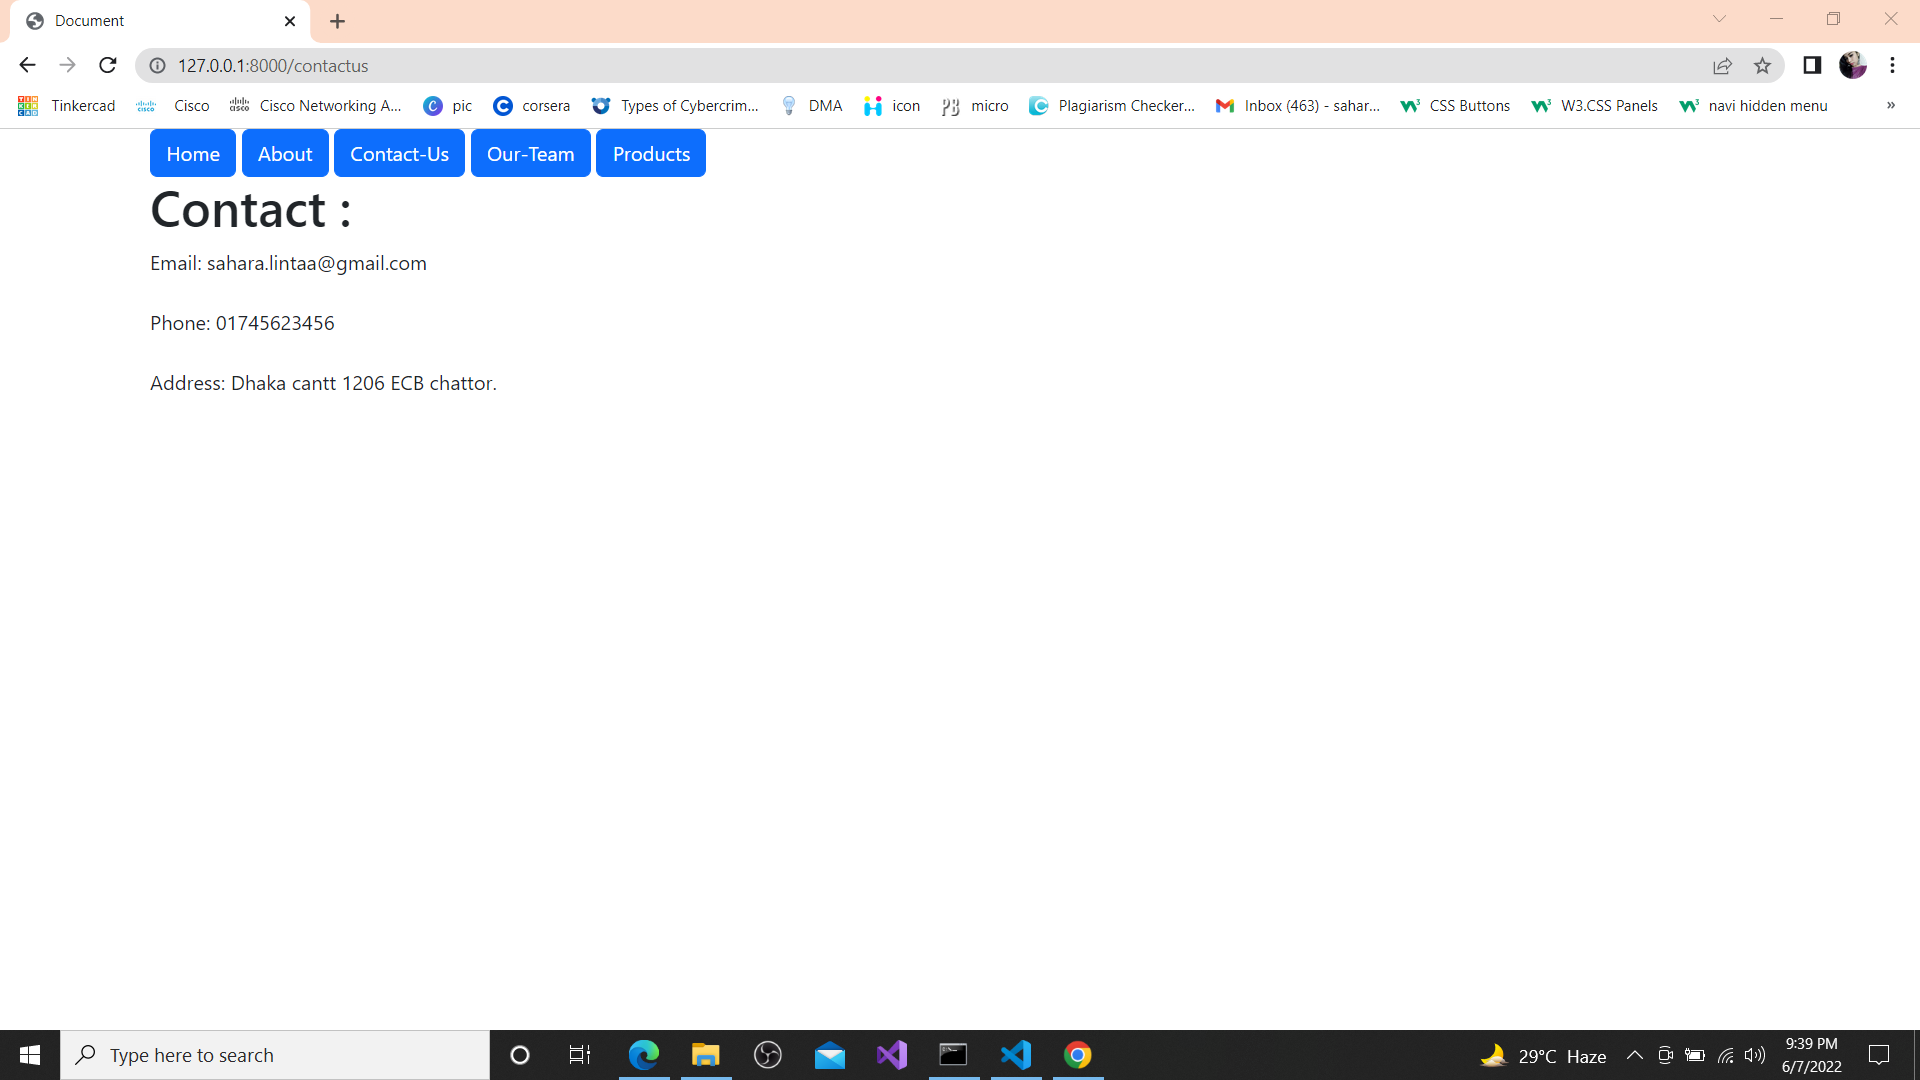 Document
127.0.0.1:8000/contactus
Tinkercad Cisco Cisco Networking A... pic corsera Types of Cybercrim... DMA icon micro Plagiarism Checker... Inbox (463) - sahar... CSS Buttons W3.CSS Panels navi hidden menu »
Home About Contact-Us Our-Team Products
Contact :
Email: sahara.lintaa@gmail.com
Phone: 01745623456
Address: Dhaka cantt 1206 ECB chattor.
Type here to search
29°C Haze
9:39 PM
6/7/2022